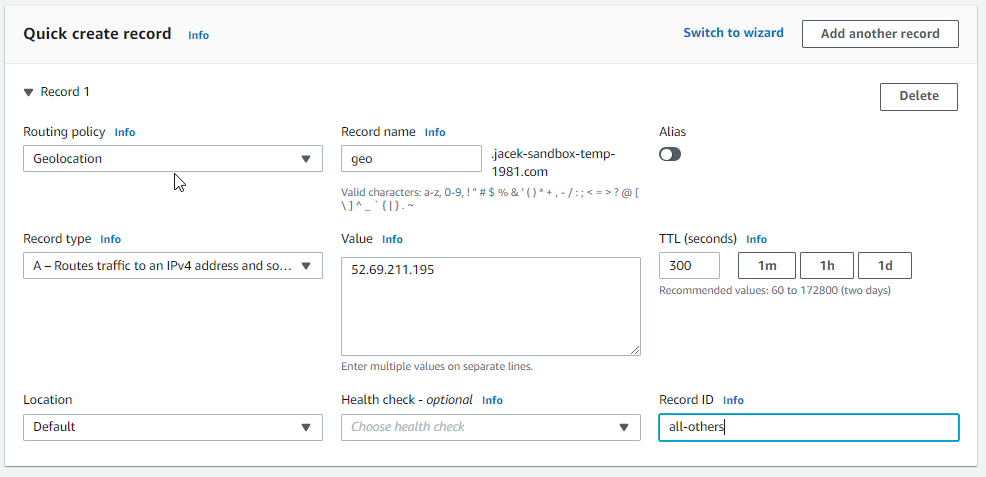 Quick create record Info Switch to wizard Add another record
Record 1 Delete
Routing policy Info Record name Info Alias
Geolocation geo .jacek-sandbox-temp-
1981.com
Valid characters: a-z, 0-9, ! " # $ % & ' ( ) * + , - / : ; < = > ? @ [
\ ] ^ _ ` { | } . ~
Record type Info Value Info TTL (seconds) Info
A – Routes traffic to an IPv4 address and so... 52.69.211.195 300 1m 1h 1d
Recommended values: 60 to 172800 (two days)
Enter multiple values on separate lines.
Location Health check - optional Info Record ID Info
Default Choose health check all-others